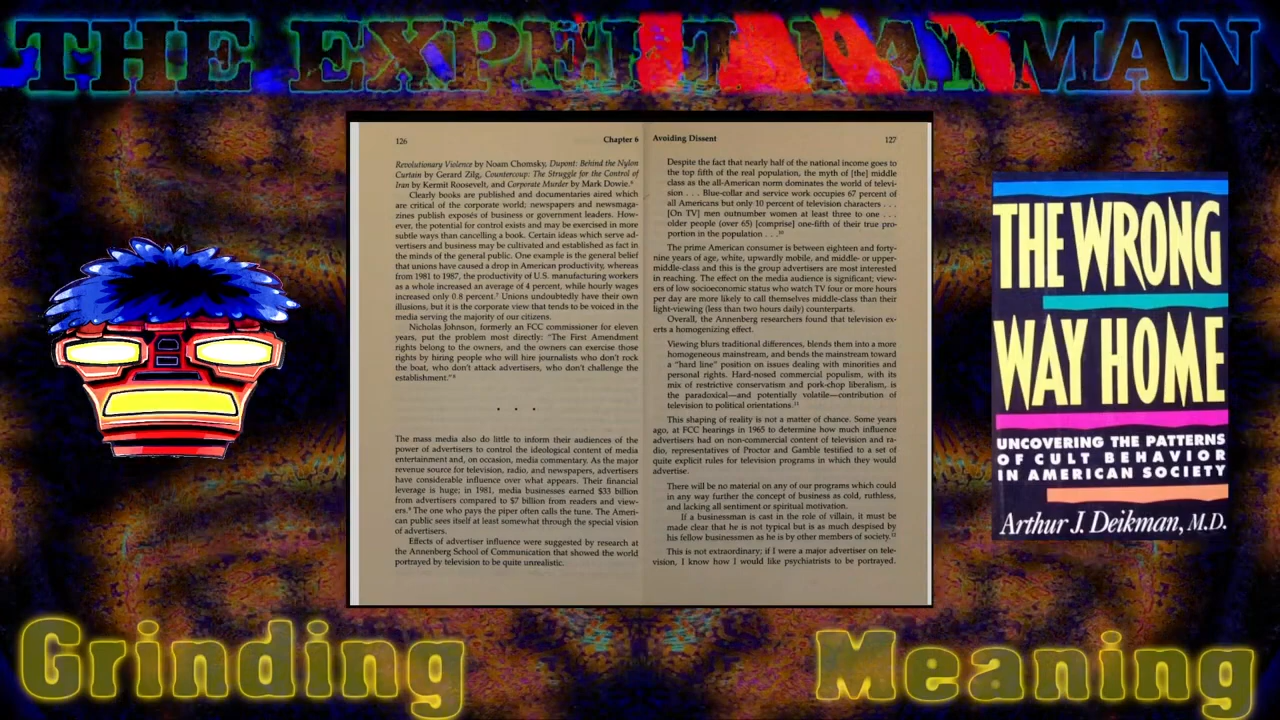 THE EXPERT LAYMAN
126 Chapter 6
Revolutionary Violence by Noam Chomsky, Dupont: Behind the Nylon
Curtain by Gerard Zilg, Countercoup: The Struggle for the Control of
Iran by Kermit Roosevelt, and Corporate Murder by Mark Dowie.⁶
Clearly books are published and documentaries aired which
are critical of the corporate world; newspapers and newsmaga-
zines publish exposés of business or government leaders. How-
ever, the potential for control exists and may be exercised in more
subtle ways than cancelling a book. Certain ideas which serve ad-
vertisers and business may be cultivated and established as fact in
the minds of the general public. One example is the general belief
that unions have caused a drop in American productivity, whereas
from 1981 to 1987, the productivity of U.S. manufacturing workers
as a whole increased an average of 4 percent, while hourly wages
increased only 0.8 percent.⁷ Unions undoubtedly have their own
illusions, but it is the corporate view that tends to be voiced in the
media serving the majority of our citizens.
Nicholas Johnson, formerly an FCC commissioner for eleven
years, put the problem most directly: "The First Amendment
rights belong to the owners, and the owners can exercise those
rights by hiring people who will hire journalists who don't rock
the boat, who don't attack advertisers, who don't challenge the
establishment."⁸
• • •
The mass media also do little to inform their audiences of the
power of advertisers to control the ideological content of media
entertainment and, on occasion, media commentary. As the major
revenue source for television, radio, and newspapers, advertisers
have considerable influence over what appears. Their financial
leverage is huge; in 1981, media businesses earned $33 billion
from advertisers compared to $7 billion from readers and view-
ers.⁹ The one who pays the piper often calls the tune. The Ameri-
can public sees itself at least somewhat through the special vision
of advertisers.
Effects of advertiser influence were suggested by research at
the Annenberg School of Communication that showed the world
portrayed by television to be quite unrealistic.
Avoiding Dissent 127
Despite the fact that nearly half of the national income goes to
the top fifth of the real population, the myth of [the] middle
class as the all-American norm dominates the world of televi-
sion . . . Blue-collar and service work occupies 67 percent of
all Americans but only 10 percent of television characters . . .
[On TV] men outnumber women at least three to one . . .
older people (over 65) [comprise] one-fifth of their true pro-
portion in the population . . .¹⁰
The prime American consumer is between eighteen and forty-
nine years of age, white, upwardly mobile, and middle- or upper-
middle-class and this is the group advertisers are most interested
in reaching. The effect on the media audience is significant; view-
ers of low socioeconomic status who watch TV four or more hours
per day are more likely to call themselves middle-class than their
light-viewing (less than two hours daily) counterparts.
Overall, the Annenberg researchers found that television ex-
erts a homogenizing effect.
Viewing blurs traditional differences, blends them into a more
homogeneous mainstream, and bends the mainstream toward
a "hard line" position on issues dealing with minorities and
personal rights. Hard-nosed commercial populism, with its
mix of restrictive conservatism and pork-chop liberalism, is
the paradoxical—and potentially volatile—contribution of
television to political orientations.¹¹
This shaping of reality is not a matter of chance. Some years
ago, at FCC hearings in 1965 to determine how much influence
advertisers had on non-commercial content of television and ra-
dio, representatives of Proctor and Gamble testified to a set of
quite explicit rules for television programs in which they would
advertise.
There will be no material on any of our programs which could
in any way further the concept of business as cold, ruthless,
and lacking all sentiment or spiritual motivation.
If a businessman is cast in the role of villain, it must be
made clear that he is not typical but is as much despised by
his fellow businessmen as he is by other members of society.¹²
This is not extraordinary; if I were a major advertiser on tele-
vision, I know how I would like psychiatrists to be portrayed.
THE WRONG
WAY HOME
UNCOVERING THE PATTERNS
OF CULT BEHAVIOR
IN AMERICAN SOCIETY
Arthur J. Deikman, M.D.
Grinding Meaning